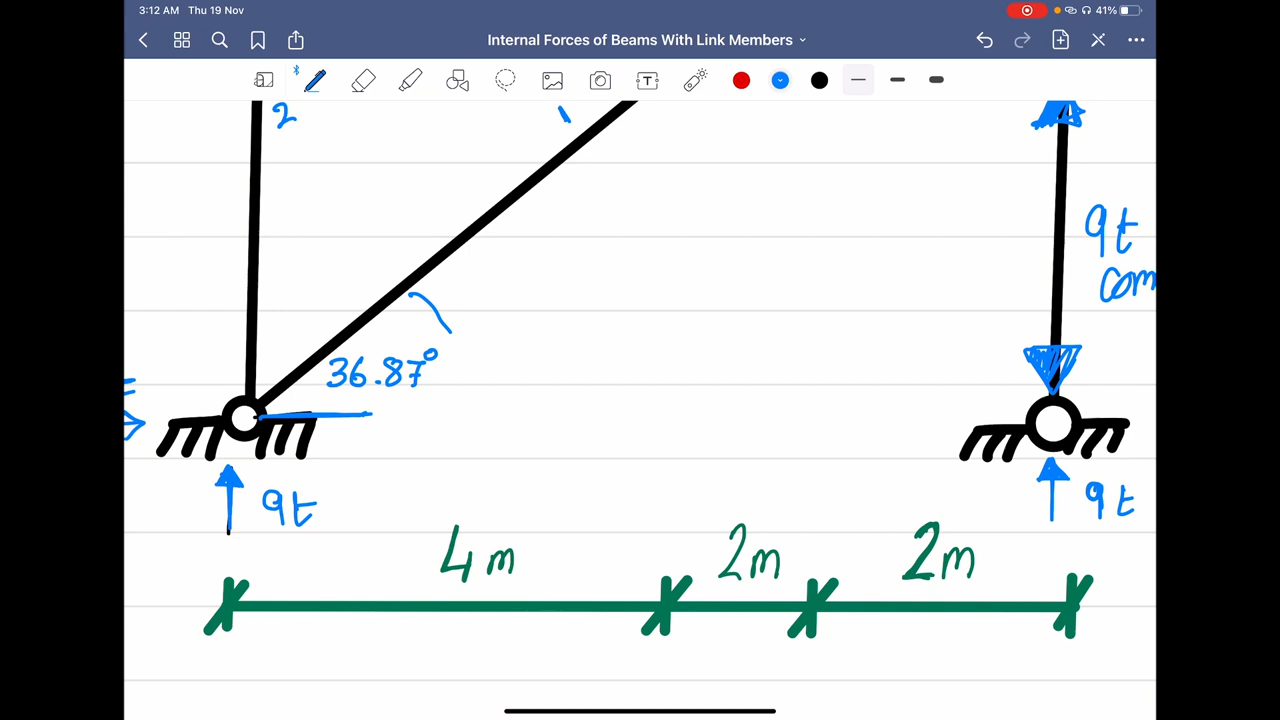 3:12 AM Thu 19 Nov
41%
Internal Forces of Beams With Link Members
T
2
9t
com
36.87°
9t
9t
4m
2m
2m